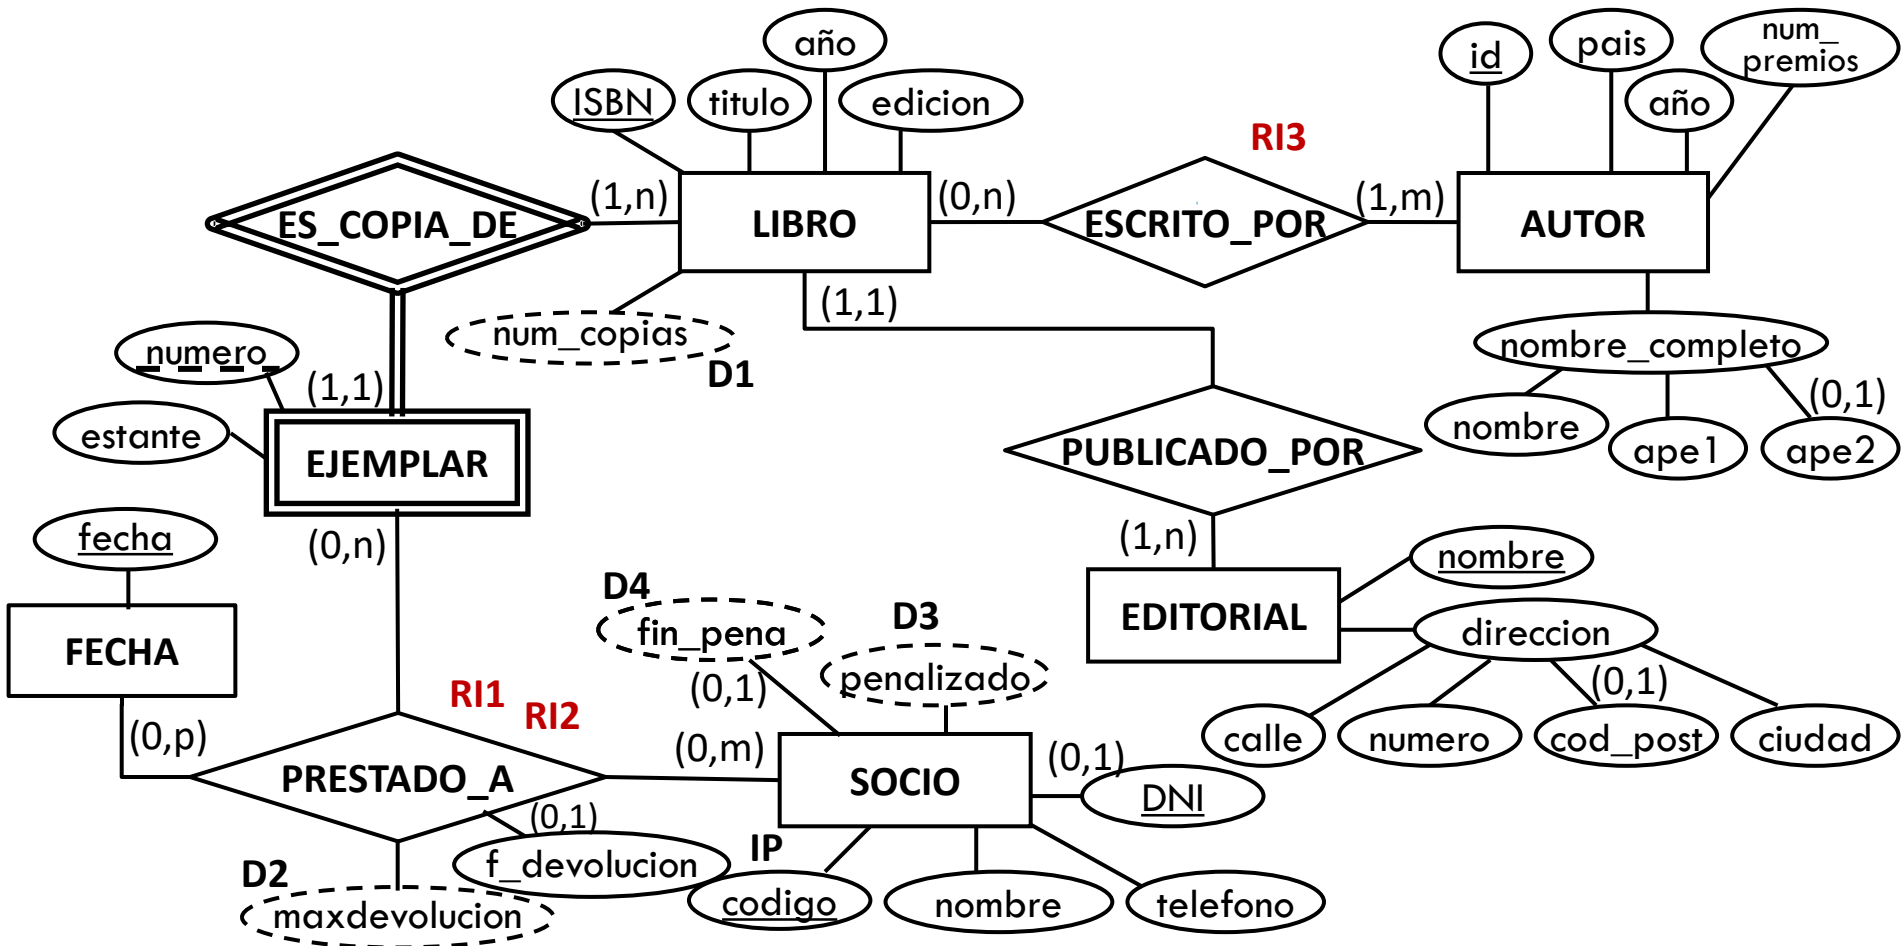 año
id
pais
num_
premios
ISBN
titulo
edicion
año
RI3
ES_COPIA_DE
(1,n)
LIBRO
(0,n)
ESCRITO_POR
(1,m)
AUTOR
(1,1)
num_copias
D1
nombre_completo
numero
(1,1)
(0,1)
estante
nombre
ape1
ape2
EJEMPLAR
PUBLICADO_POR
fecha
(0,n)
(1,n)
nombre
D4
fin_pena
D3
EDITORIAL
direccion
FECHA
penalizado
(0,1)
(0,1)
RI1
RI2
(0,p)
(0,m)
calle
numero
cod_post
ciudad
PRESTADO_A
SOCIO
(0,1)
DNI
(0,1)
IP
f_devolucion
D2
maxdevolucion
codigo
nombre
telefono